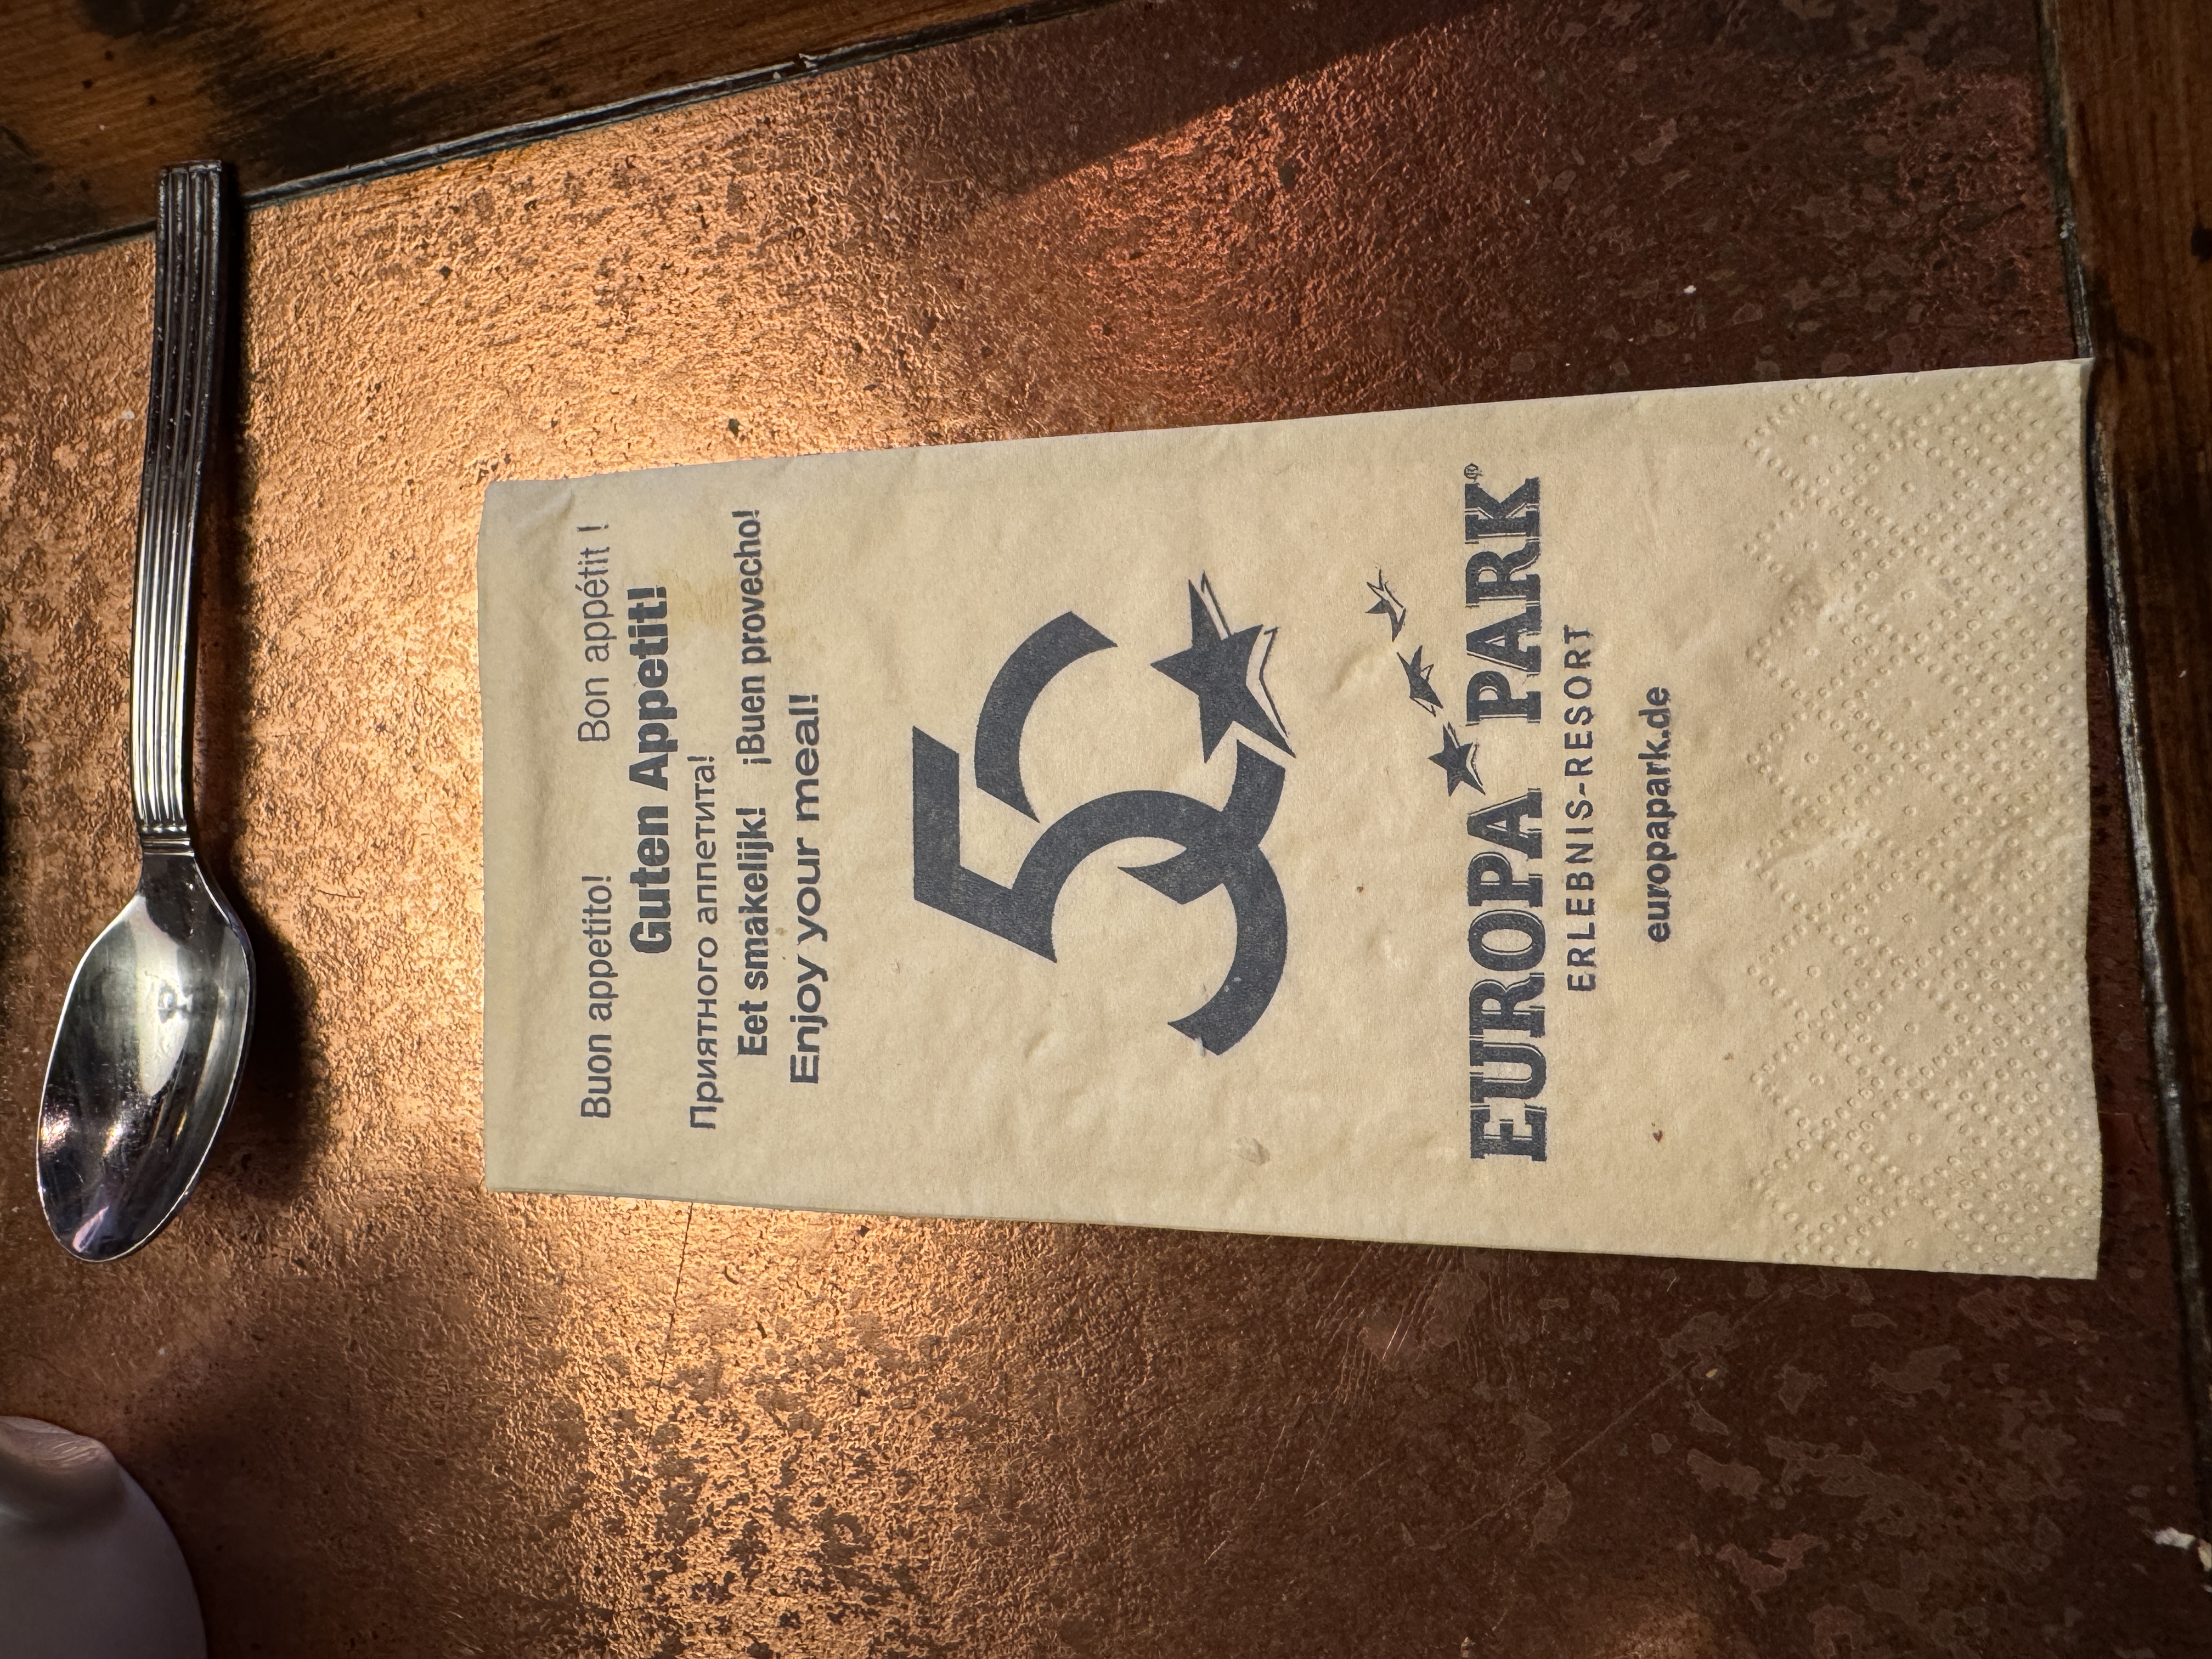 Buon appetito! Bon appétit !
Guten Appetit!
Приятного аппетита!
Eet smakelijk! ¡Buen provecho!
Enjoy your meal!
50
EUROPA PARK®
ERLEBNIS-RESORT
europapark.de